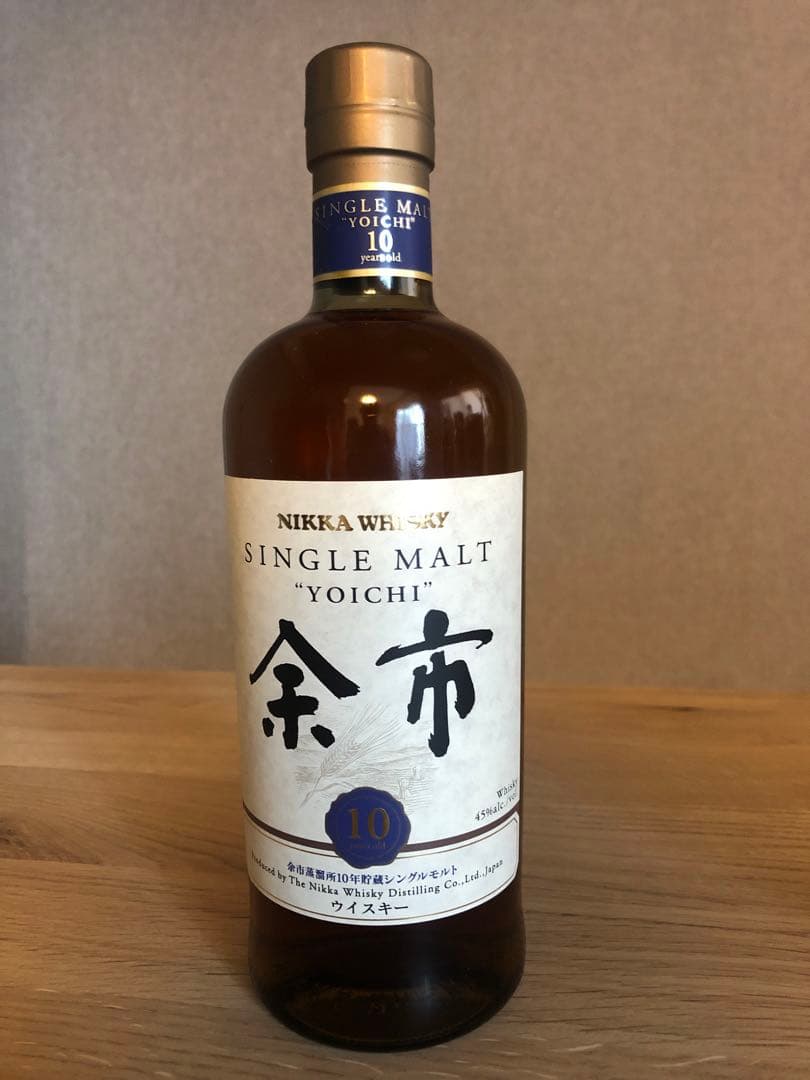 SINGLE MALT
"YOICHI"
10
years old
NIKKA WHISKY
SINGLE MALT
"YOICHI"
余市
Whisky
45%alc./vol
10
years old
余市蒸溜所10年貯蔵シングルモルト
Produced by The Nikka Whisky Distilling Co.,Ltd.,Japan
ウイスキー